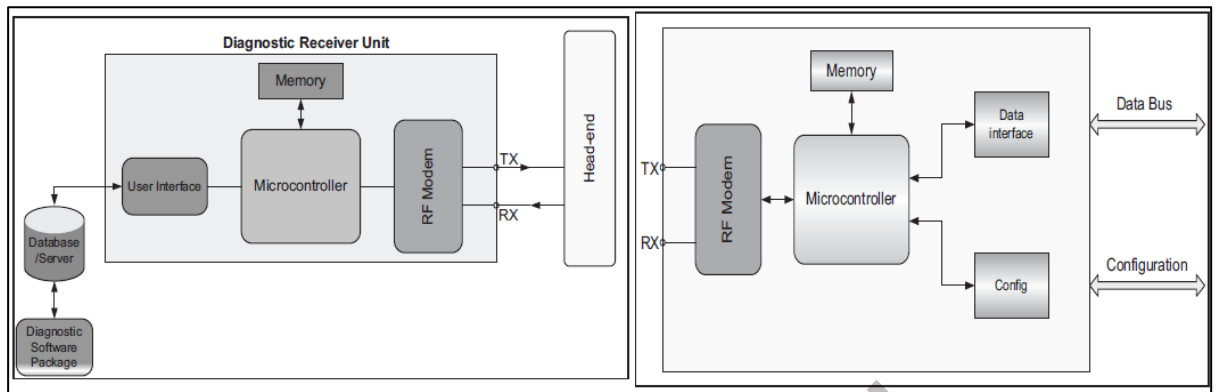 Diagnostic Receiver Unit
Memory
User Interface
Microcontroller
RF Modem
TX
RX
Head-end
Database
/Server
Diagnostic
Software
Package
Memory
Data
interface
Data Bus
TX
RX
RF Modem
Microcontroller
Config
Configuration